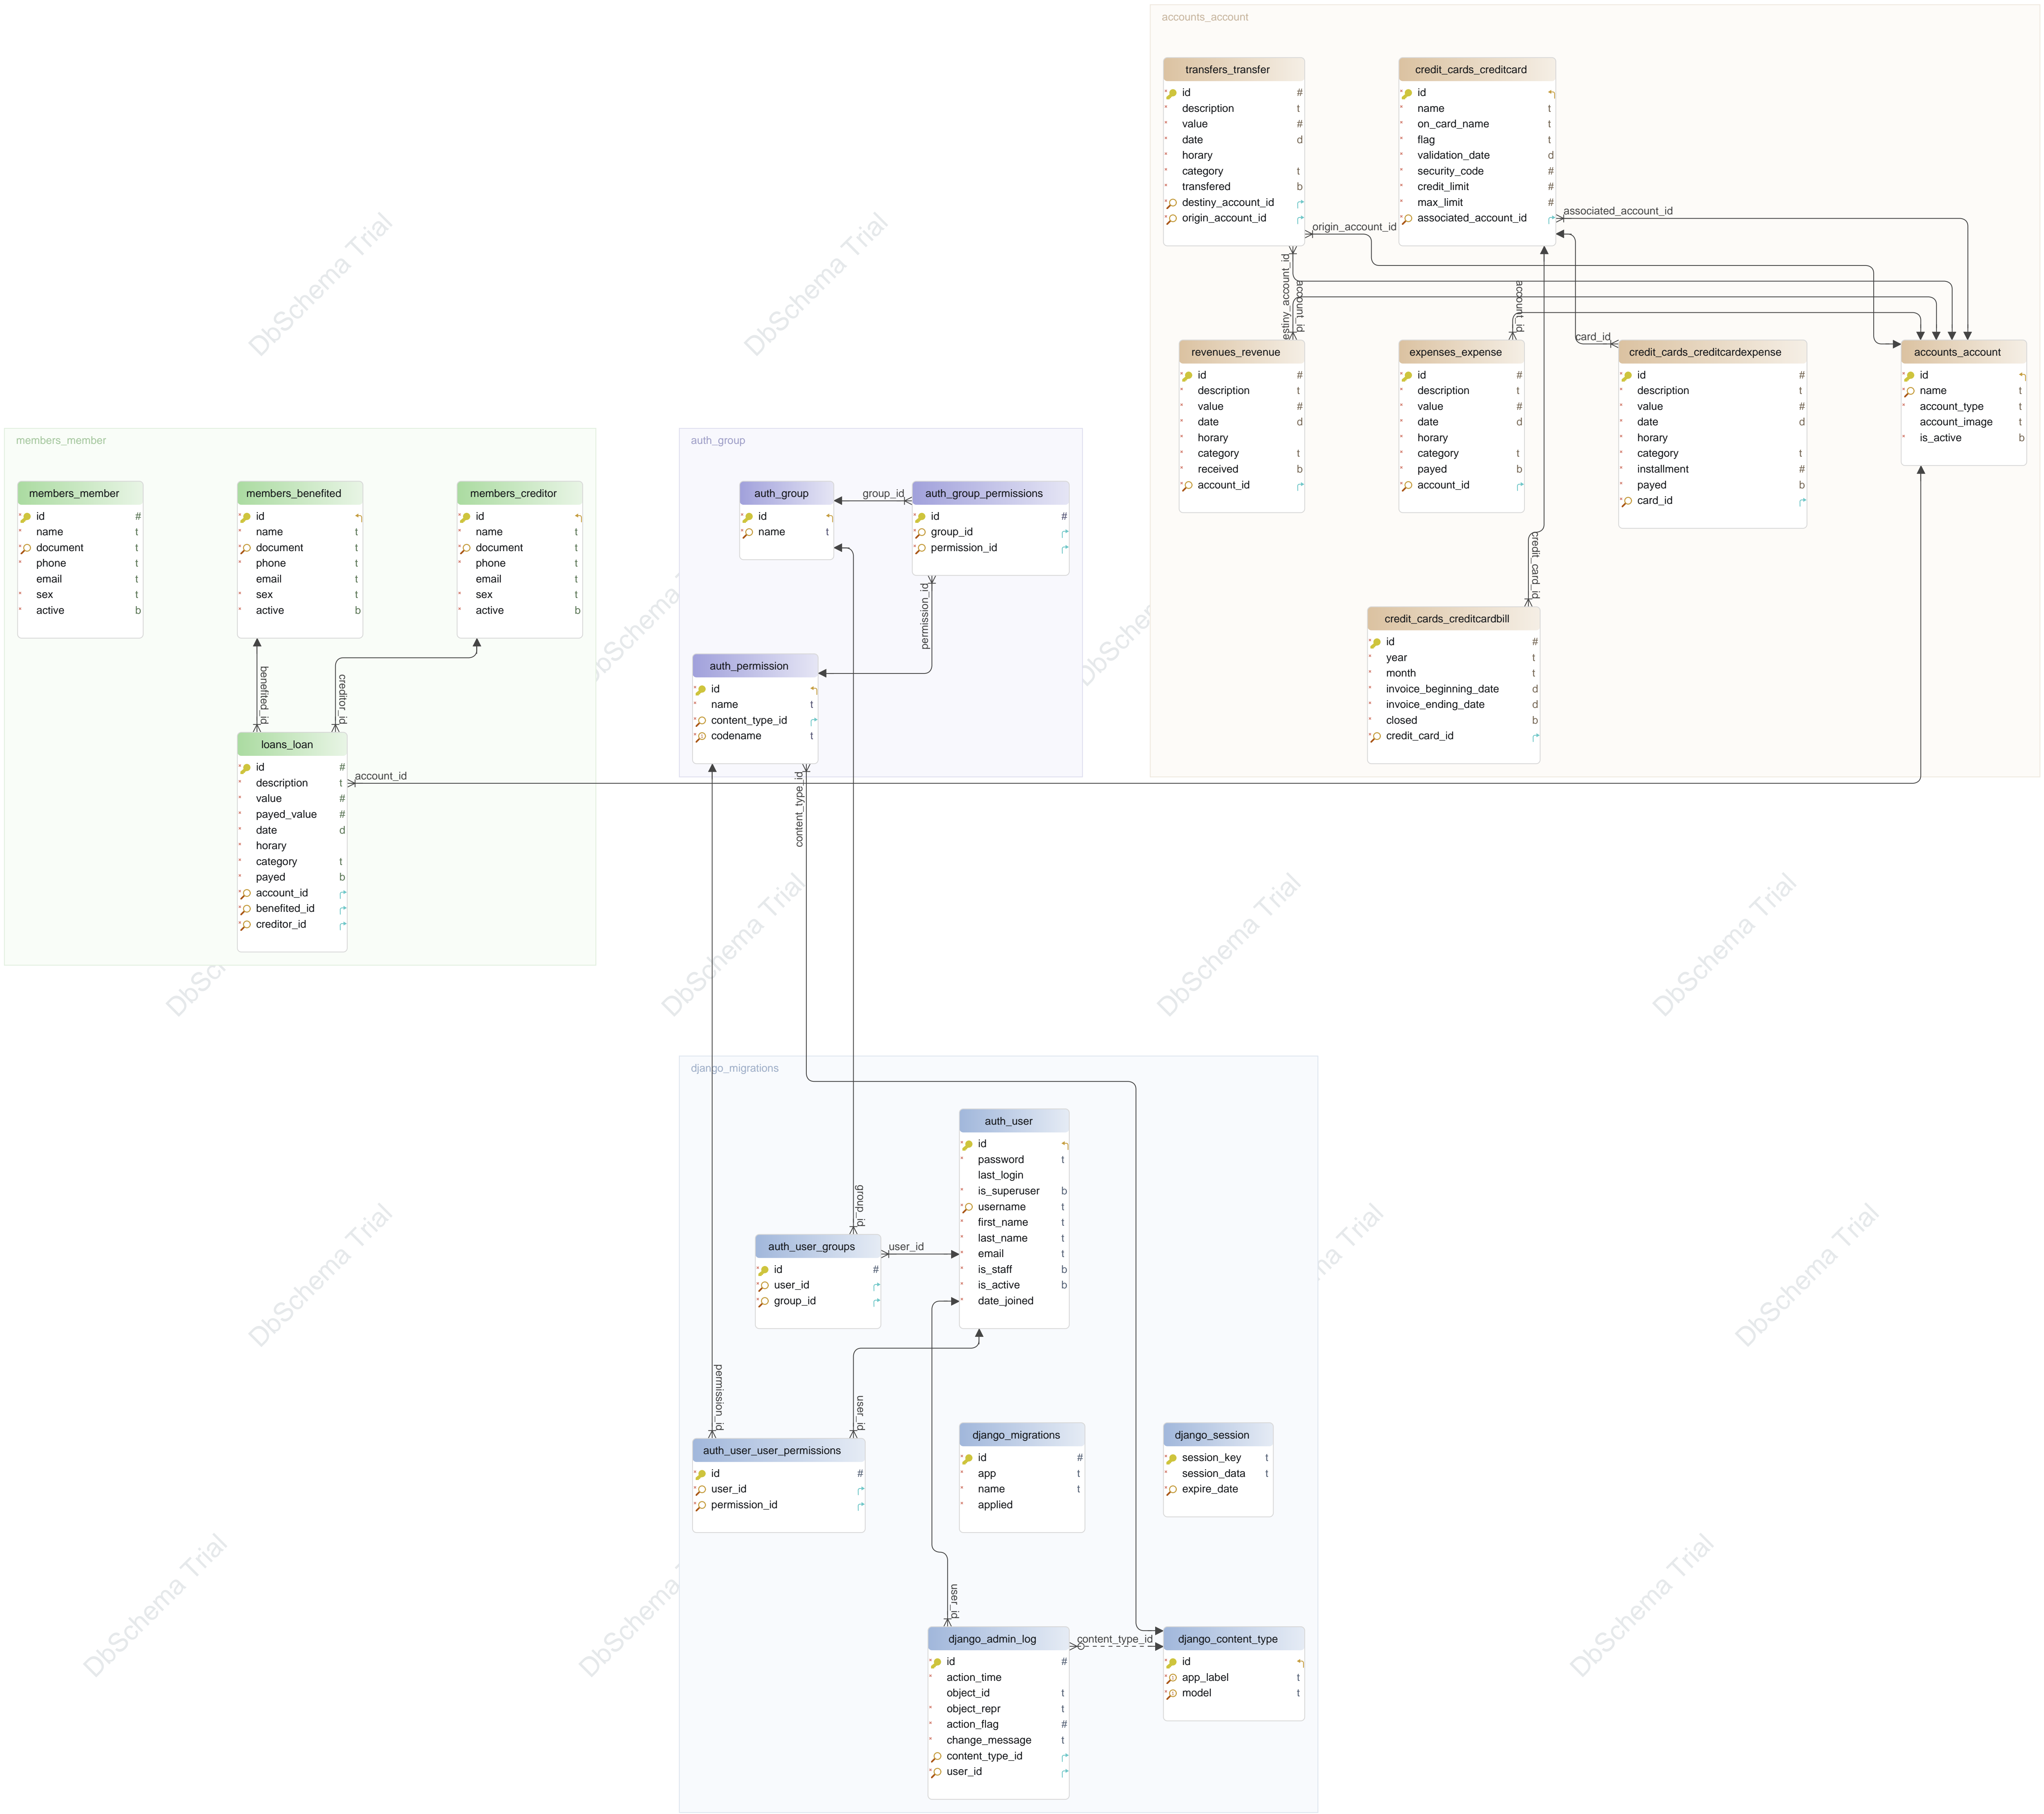 accounts_account
transfers_transfer
id #
description t
value #
date d
horary
category t
transfered b
destiny_account_id
origin_account_id
credit_cards_creditcard
id
name t
on_card_name t
flag t
validation_date d
security_code #
credit_limit #
max_limit #
associated_account_id
associated_account_id
origin_account_id
estiny_account_id
account_id
account_id
card_id
revenues_revenue
id #
description t
value #
date d
horary
category t
received b
account_id
expenses_expense
id #
description t
value #
date d
horary
category t
payed b
account_id
credit_cards_creditcardexpense
id #
description t
value #
date d
horary
category t
installment #
payed b
card_id
accounts_account
id
name t
account_type t
account_image t
is_active b
credit_card_id
credit_cards_creditcardbill
id #
year t
month t
invoice_beginning_date d
invoice_ending_date d
closed b
credit_card_id
members_member
members_member
id #
name t
document t
phone t
email t
sex t
active b
members_benefited
id
name t
document t
phone t
email t
sex t
active b
members_creditor
id
name t
document t
phone t
email t
sex t
active b
benefited_id
creditor_id
loans_loan
id #
description t
value #
payed_value #
date d
horary
category t
payed b
account_id
benefited_id
creditor_id
account_id
auth_group
auth_group
id
name t
group_id
auth_group_permissions
id #
group_id
permission_id
permission_id
auth_permission
id
name t
content_type_id
codename t
content_type_id
django_migrations
auth_user
id
password t
last_login
is_superuser b
username t
first_name t
last_name t
email t
is_staff b
is_active b
date_joined
group_id
auth_user_groups
id #
user_id
group_id
user_id
permission_id
user_id
auth_user_user_permissions
id #
user_id
permission_id
django_migrations
id #
app t
name t
applied
django_session
session_key t
session_data t
expire_date
user_id
django_admin_log
id #
action_time
object_id t
object_repr t
action_flag #
change_message t
content_type_id
user_id
content_type_id
django_content_type
id
app_label t
model t
DbSchema Trial
DbSchema Trial
DbSchema
DbSchema
DbSchema Trial
DbSchema Trial
DbSchema Trial
DbSchema Trial
DbSchema Trial
DbSchema Trial
DbSchema Trial
DbSchema Trial